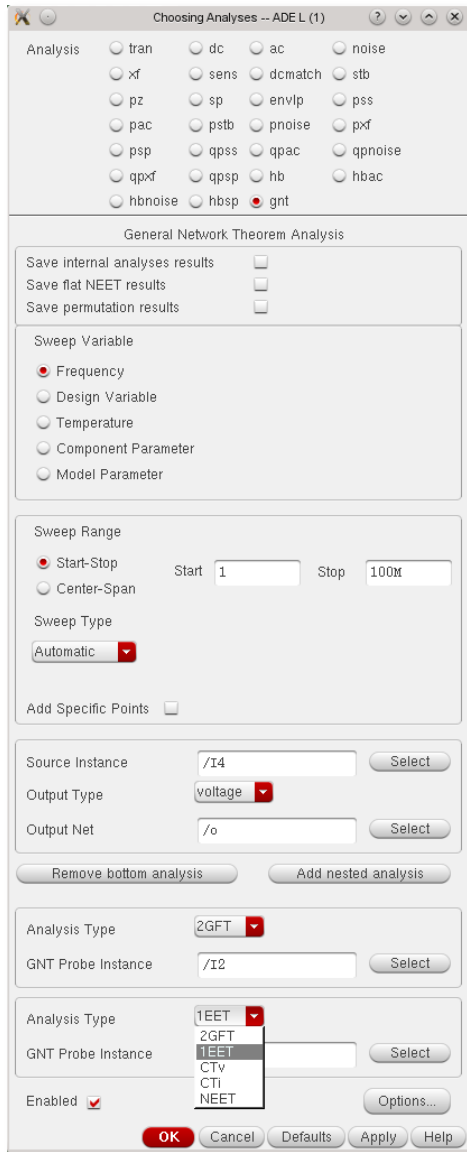 Choosing Analyses -- ADE L (1)
Analysis tran dc ac noise
xf sens dcmatch stb
pz sp envlp pss
pac pstb pnoise pxf
psp qpss qpac qpnoise
qpxf qpsp hb hbac
hbnoise hbsp gnt
General Network Theorem Analysis
Save internal analyses results
Save flat NEET results
Save permutation results
Sweep Variable
Frequency
Design Variable
Temperature
Component Parameter
Model Parameter
Sweep Range
Start-Stop Start 1 Stop 100M
Center-Span
Sweep Type
Automatic
Add Specific Points
Source Instance /I4 Select
Output Type voltage
Output Net /o Select
Remove bottom analysis Add nested analysis
Analysis Type 2GFT
GNT Probe Instance /I2 Select
Analysis Type 1EET
2GFT
GNT Probe Instance 1EET Select
CTv
CTi
Enabled NEET Options...
OK Cancel Defaults Apply Help